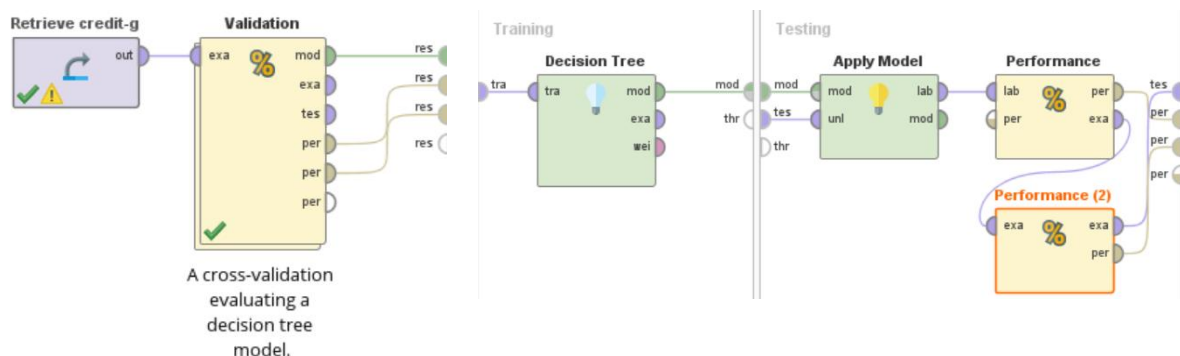 Retrieve credit-g
out
Validation
exa
mod
exa
tes
per
per
per
res
res
res
res
A cross-validation
evaluating a
decision tree
model.
Training
tra
Decision Tree
tra
mod
exa
wei
mod
thr
Testing
mod
tes
thr
Apply Model
mod
unl
lab
mod
Performance
lab
per
per
exa
Performance (2)
exa
exa
per
tes
per
per
per